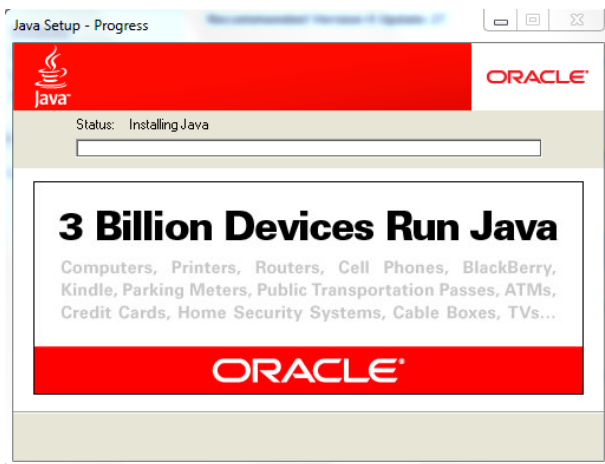 Java Setup - Progress
Java
ORACLE
Status: Installing Java
3 Billion Devices Run Java
Computers, Printers, Routers, Cell Phones, BlackBerry,
Kindle, Parking Meters, Public Transportation Passes, ATMs,
Credit Cards, Home Security Systems, Cable Boxes, TVs...
ORACLE